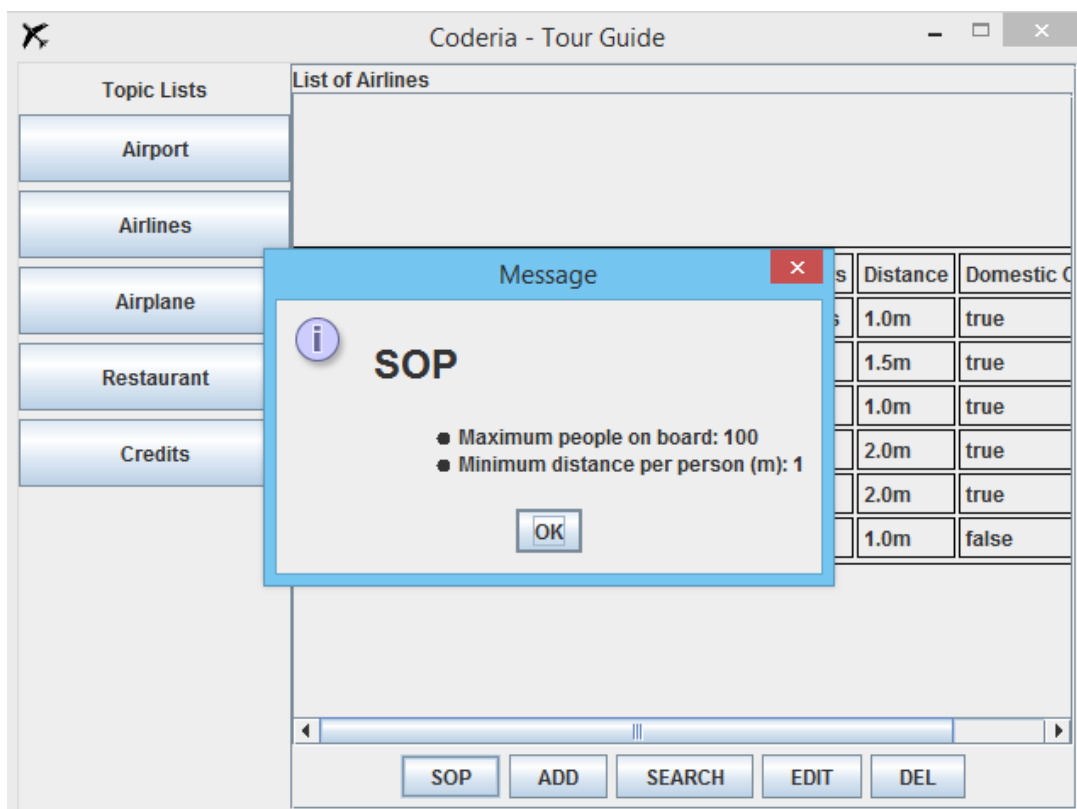 Coderia - Tour Guide
Topic Lists
Airport
Airlines
Airplane
Restaurant
Credits
List of Airlines
Distance
Domestic
1.0m true
1.5m true
1.0m true
2.0m true
2.0m true
1.0m false
Message
SOP
Maximum people on board: 100
Minimum distance per person (m): 1
OK
SOP ADD SEARCH EDIT DEL